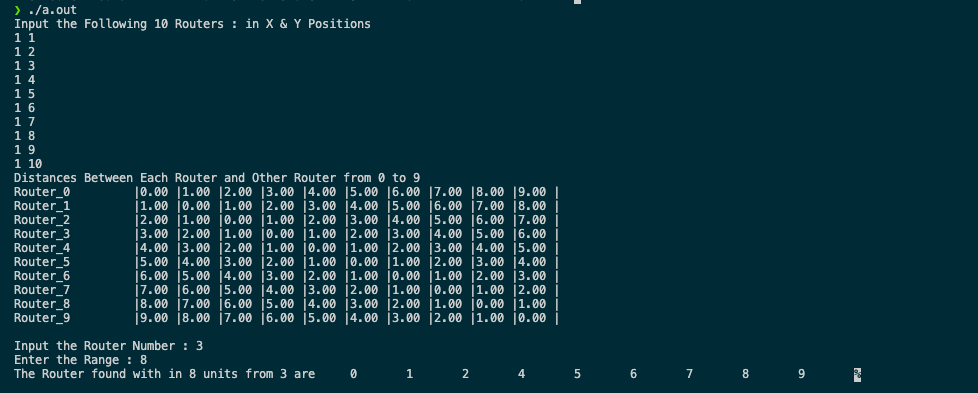 ❯ ./a.out
Input the Following 10 Routers : in X & Y Positions
1 1
1 2
1 3
1 4
1 5
1 6
1 7
1 8
1 9
1 10
Distances Between Each Router and Other Router from 0 to 9
Router_0 |0.00 |1.00 |2.00 |3.00 |4.00 |5.00 |6.00 |7.00 |8.00 |9.00 |
Router_1 |1.00 |0.00 |1.00 |2.00 |3.00 |4.00 |5.00 |6.00 |7.00 |8.00 |
Router_2 |2.00 |1.00 |0.00 |1.00 |2.00 |3.00 |4.00 |5.00 |6.00 |7.00 |
Router_3 |3.00 |2.00 |1.00 |0.00 |1.00 |2.00 |3.00 |4.00 |5.00 |6.00 |
Router_4 |4.00 |3.00 |2.00 |1.00 |0.00 |1.00 |2.00 |3.00 |4.00 |5.00 |
Router_5 |5.00 |4.00 |3.00 |2.00 |1.00 |0.00 |1.00 |2.00 |3.00 |4.00 |
Router_6 |6.00 |5.00 |4.00 |3.00 |2.00 |1.00 |0.00 |1.00 |2.00 |3.00 |
Router_7 |7.00 |6.00 |5.00 |4.00 |3.00 |2.00 |1.00 |0.00 |1.00 |2.00 |
Router_8 |8.00 |7.00 |6.00 |5.00 |4.00 |3.00 |2.00 |1.00 |0.00 |1.00 |
Router_9 |9.00 |8.00 |7.00 |6.00 |5.00 |4.00 |3.00 |2.00 |1.00 |0.00 |
Input the Router Number : 3
Enter the Range : 8
The Router found with in 8 units from 3 are 0 1 2 4 5 6 7 8 9 %